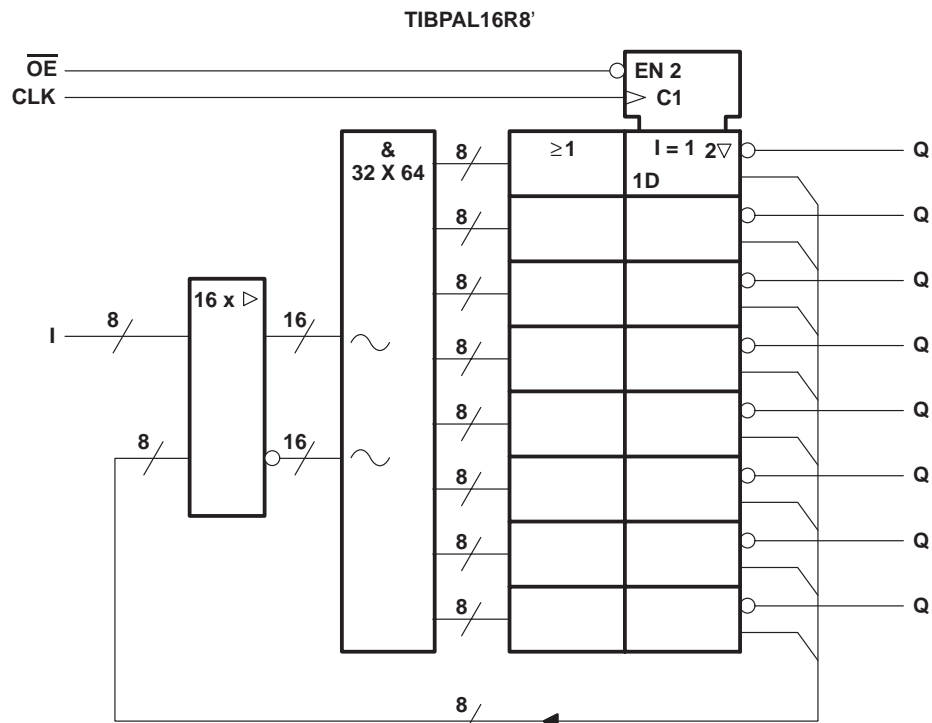 TIBPAL16R8’
OE
CLK
EN 2
C1
&
32 X 64
8
≥1
I = 1 2▽
1D
Q
8
Q
8
Q
16 x ▷
I
8
16
8
Q
8
Q
8
16
8
Q
8
Q
8
Q
8